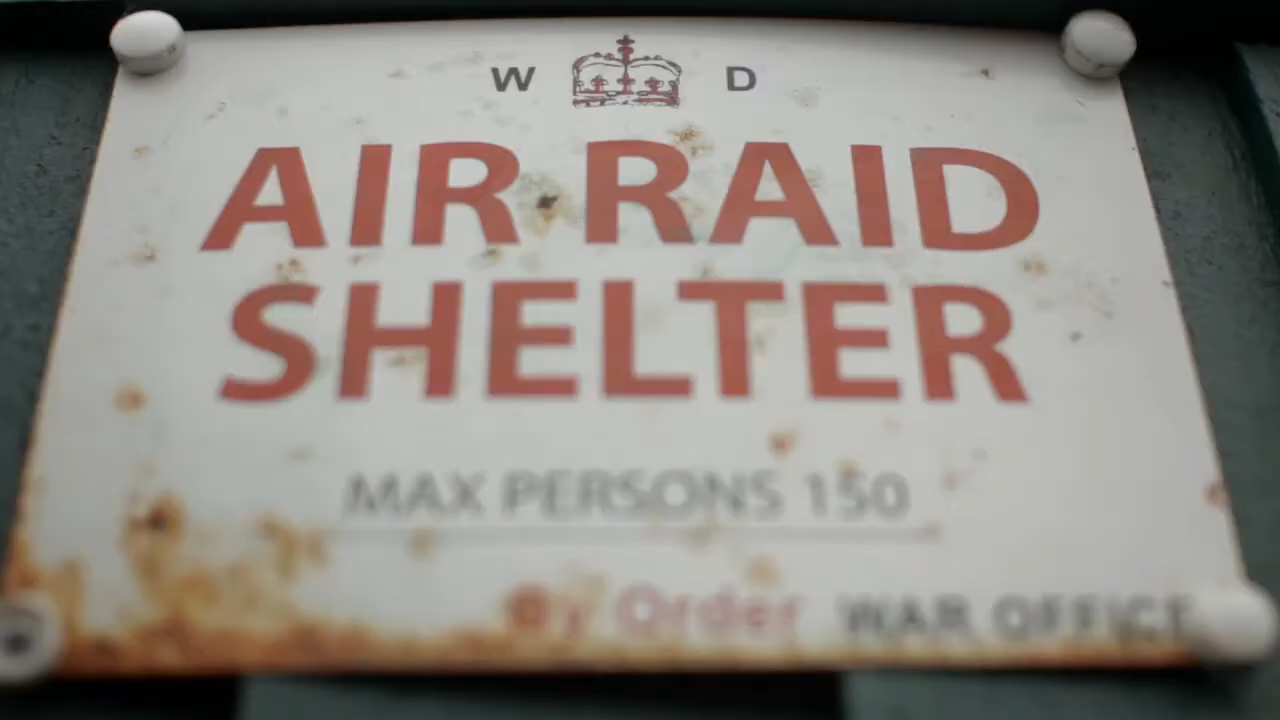 W D
AIR RAID
SHELTER
MAX PERSONS 150
By Order WAR OFFICE